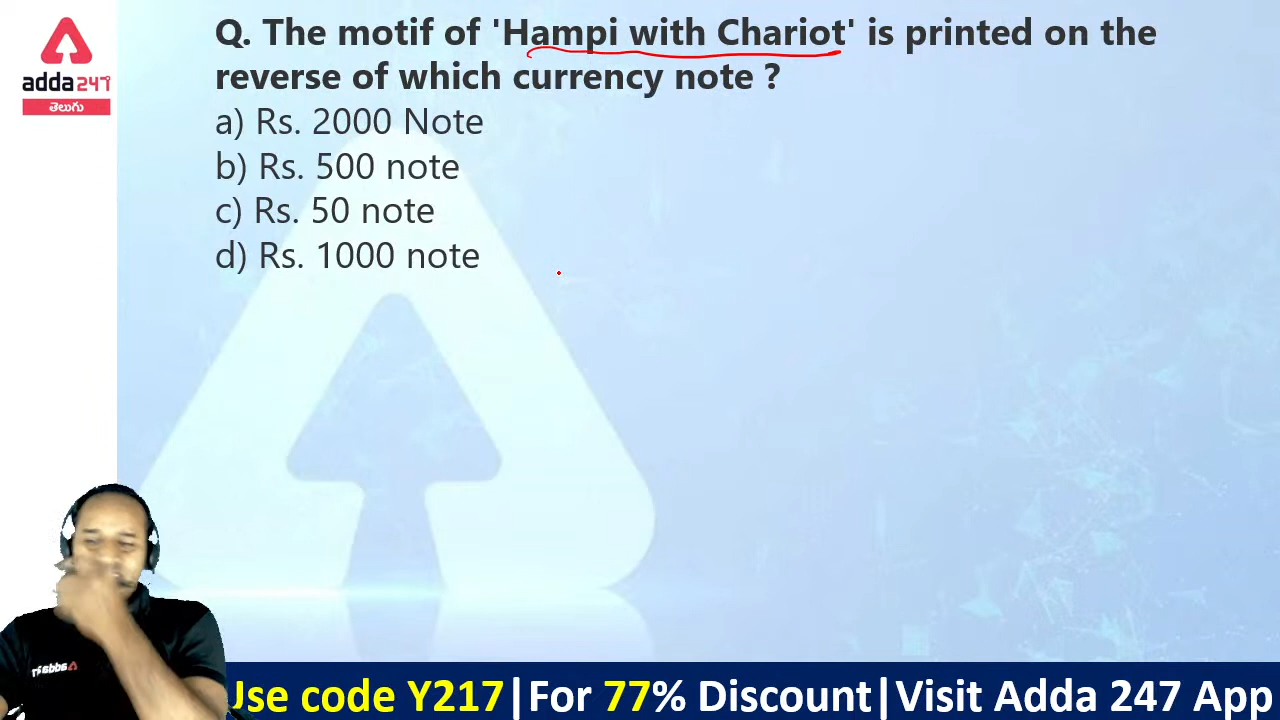 Q. The motif of 'Hampi with Chariot' is printed on the
reverse of which currency note ?
a) Rs. 2000 Note
b) Rs. 500 note
c) Rs. 50 note
d) Rs. 1000 note
adda247
తెలుగు
Use code Y217|For 77% Discount|Visit Adda 247 App